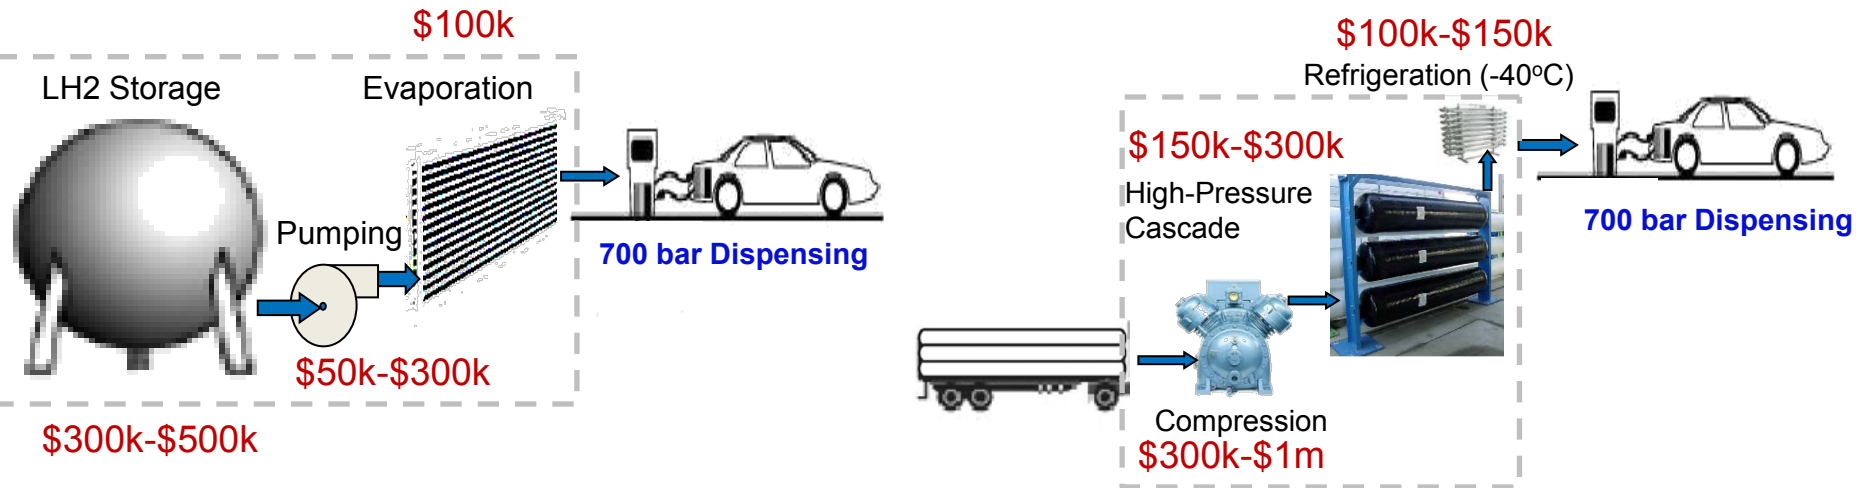 $100k
LH2 Storage
Evaporation
Pumping
$50k-$300k
$300k-$500k
700 bar Dispensing
$100k-$150k
Refrigeration (-40ºC)
$150k-$300k
High-Pressure
Cascade
Compression
$300k-$1m
700 bar Dispensing